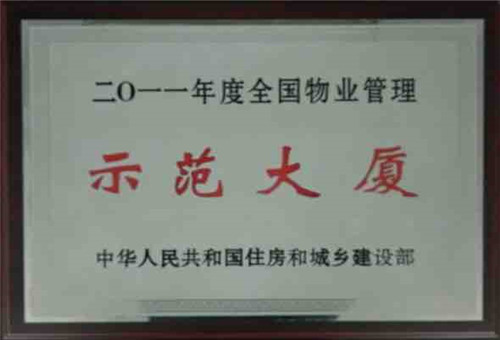 二O一一年度全国物业管理
示范大厦
中华人民共和国住房和城乡建设部